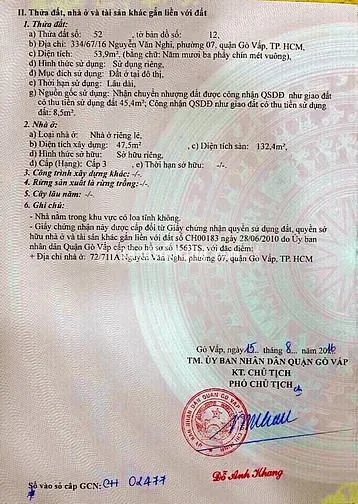 II. Thửa đất, nhà ở và tài sản khác gắn liền với đất
1. Thửa đất:
a) Thửa đất số: 52 , tờ bản đồ số: 12,
b) Địa chỉ: 334/67/16 Nguyễn Văn Nghi, phường 07, quận Gò Vấp, TP. HCM,
c) Diện tích: 53,9m², (bằng chữ: Năm mươi ba phẩy chín mét vuông),
d) Hình thức sử dụng: Sử dụng riêng,
đ) Mục đích sử dụng: Đất ở tại đô thị,
e) Thời hạn sử dụng: Lâu dài,
g) Nguồn gốc sử dụng: Nhận chuyển nhượng đất được công nhận QSDĐ như giao đất
có thu tiền sử dụng đất 45,4m²; Công nhận QSDĐ như giao đất có thu tiền sử dụng
đất: 8,5m².
2. Nhà ở:
a) Loại nhà ở: Nhà ở riêng lẻ,
b) Diện tích xây dựng: 47,5m² , c) Diện tích sàn: 132,4m²,
d) Hình thức sở hữu: Sở hữu riêng,
đ) Cấp (Hạng): Cấp 3 , e) Thời hạn sở hữu: -/-.
3. Công trình xây dựng khác: -/-.
4. Rừng sản xuất là rừng trồng: -/-.
5. Cây lâu năm: -/-.
6. Ghi chú:
- Nhà nằm trong khu vực có loa tĩnh không.
- Giấy chứng nhận này được cấp đổi từ Giấy chứng nhận quyền sử dụng đất, quyền sở
hữu nhà ở và tài sản khác gắn liền với đất số CH00183 ngày 28/06/2010 do Ủy ban
nhân dân Quận Gò Vấp cấp theo hồ sơ số 1563TS. với đặc điểm:
+ Địa chỉ nhà ở: 72/711A Nguyễn Văn Nghi, phường 07, quận Gò Vấp, TP. HCM
Gò Vấp, ngày 15 tháng 8 năm 2016
TM. ỦY BAN NHÂN DÂN QUẬN GÒ VẤP
KT. CHỦ TỊCH
PHÓ CHỦ TỊCH
Đỗ Anh Khang
Số vào sổ cấp GCN: CH 02477